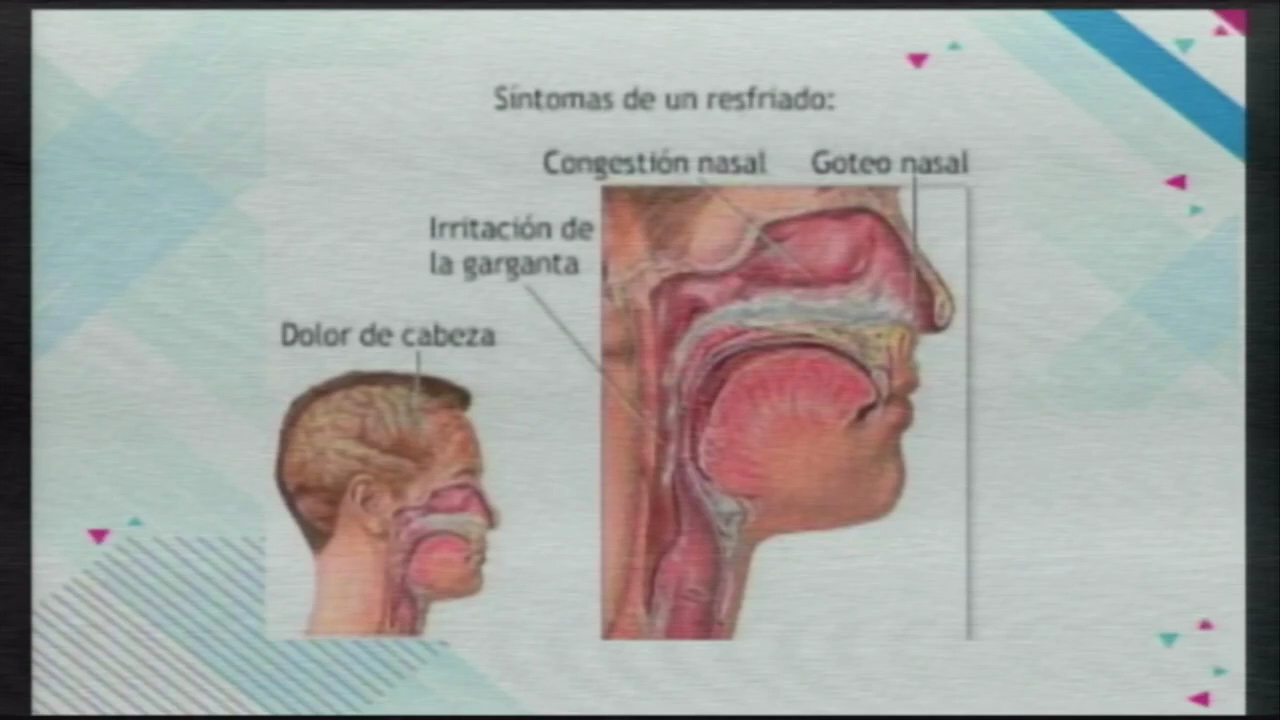 Síntomas de un resfriado:
Congestión nasal
Goteo nasal
Irritación de
la garganta
Dolor de cabeza